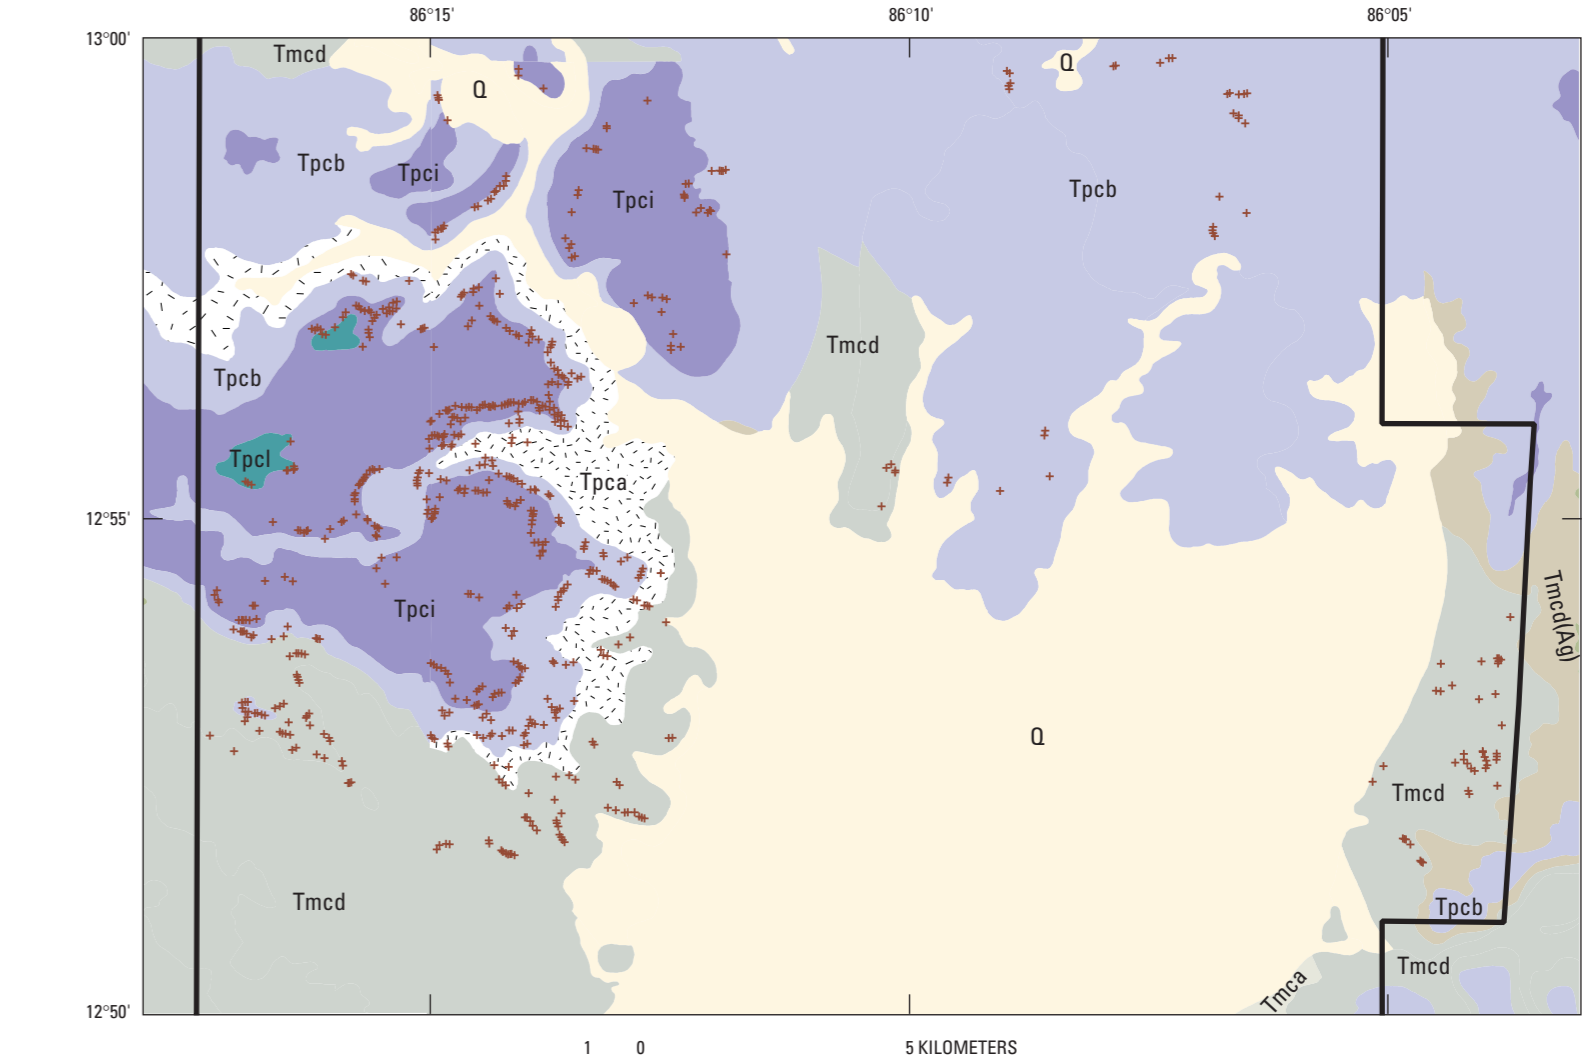 86°15' 86°10' 86°05'
13°00'
Tmcd
Q
Q
Tpcb
Tpci
Tpci
Tpcb
Tmcd
Tpcb
Tpcl
Tpca
12°55'
Tpci
Tmcd(Ag)
Q
Tmcd
Tmcd
Tpcb
Tmcd
Tmca
12°50'
1 0 5 KILOMETERS